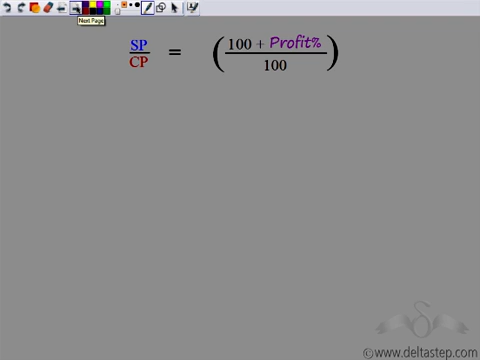 Next Page
SP
CP
=
(100 + Profit%
100)
© www.deltastep.com